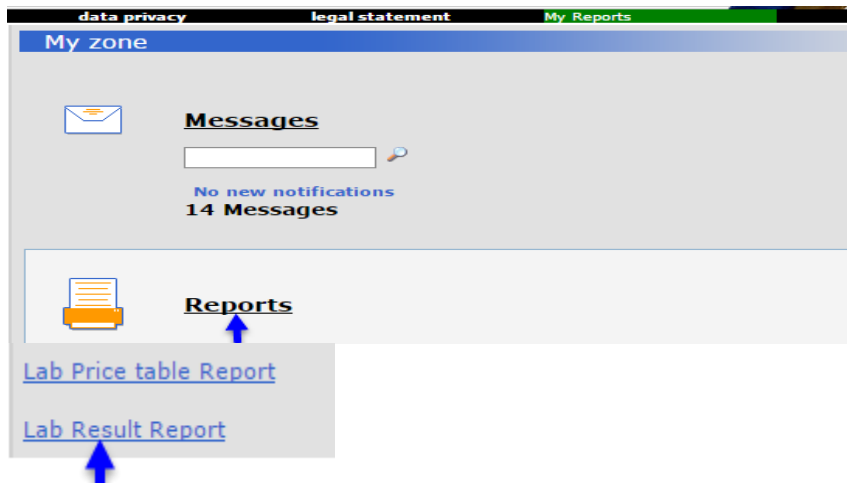 data privacy legal statement My Reports
My zone
Messages
No new notifications
14 Messages
Reports
Lab Price table Report
Lab Result Report